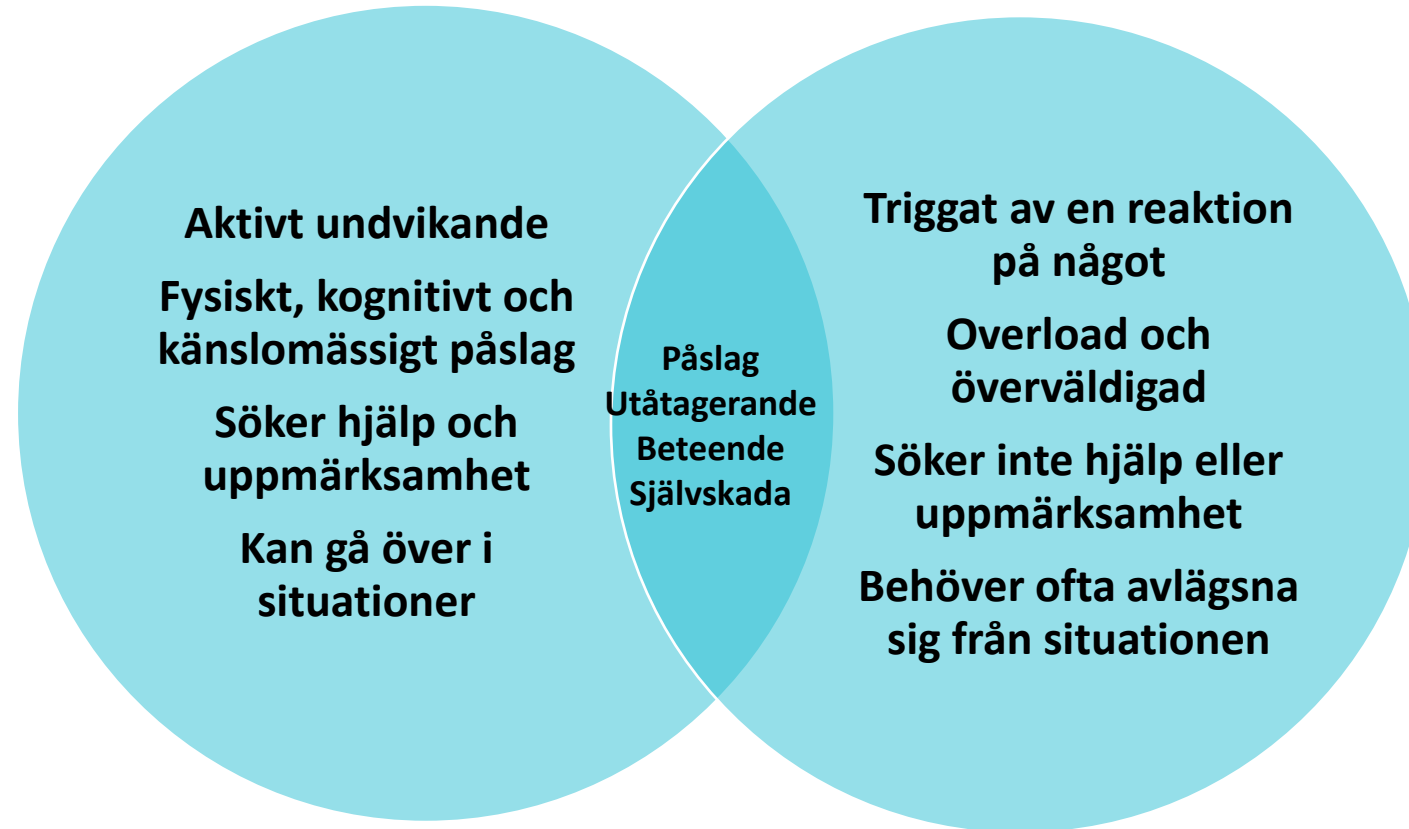 Aktivt undvikande
Fysiskt, kognitivt och
känslomässigt påslag
Söker hjälp och
uppmärksamhet
Kan gå över i
situationer
Påslag
Utåtagerande
Beteende
Självskada
Triggat av en reaktion
på något
Overload och
överväldigad
Söker inte hjälp eller
uppmärksamhet
Behöver ofta avlägsna
sig från situationen